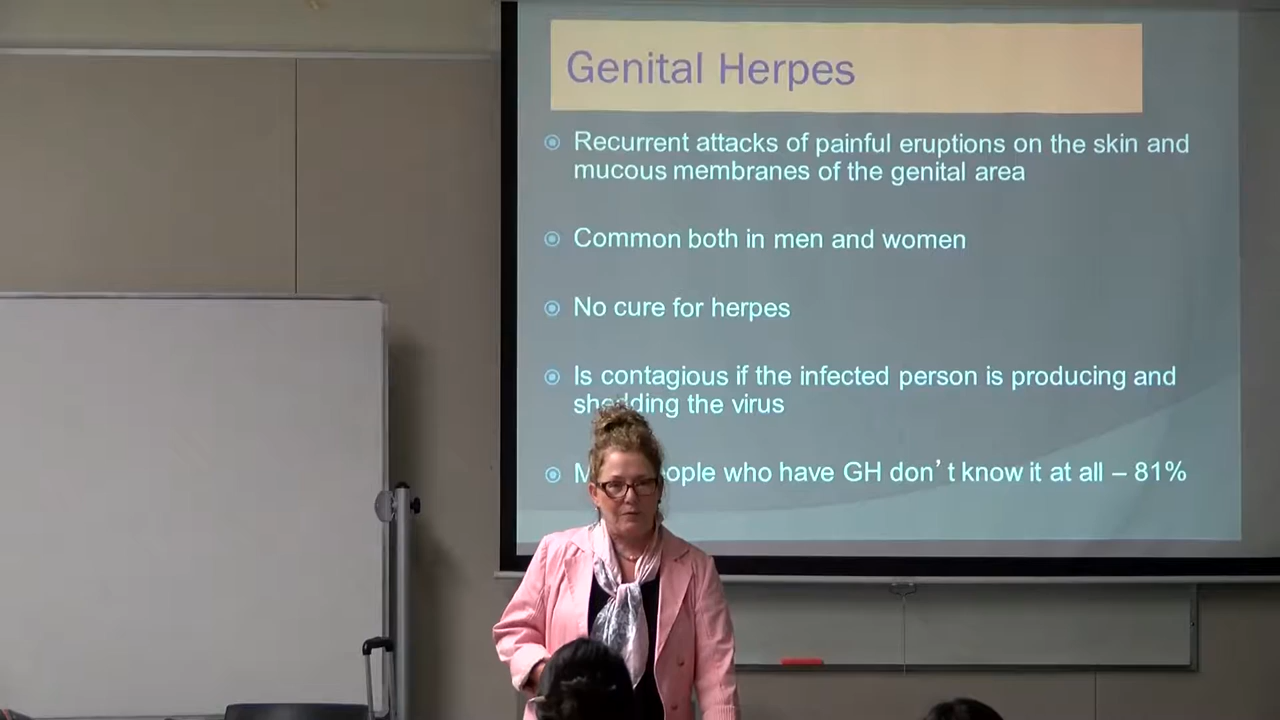 Genital Herpes
Recurrent attacks of painful eruptions on the skin and
mucous membranes of the genital area
Common both in men and women
No cure for herpes
Is contagious if the infected person is producing and
shedding the virus
who have GH don’t know it at all – 81%